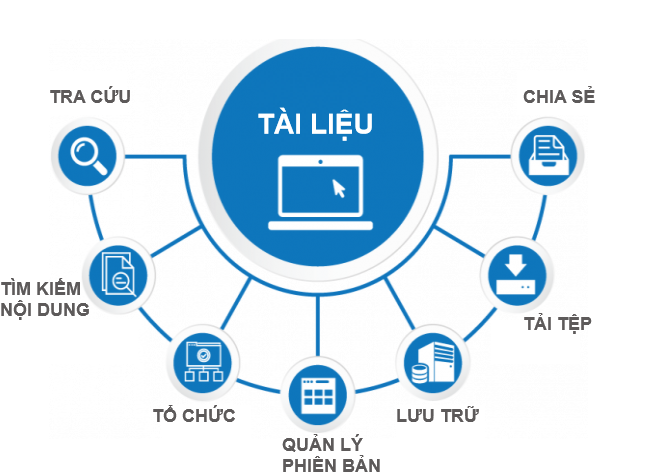 TRA CỨU
CHIA SẺ
TÀI LIỆU
TÌM KIẾM
NỘI DUNG
TẢI TỆP
TỔ CHỨC
LƯU TRỮ
QUẢN LÝ
PHIÊN BẢN